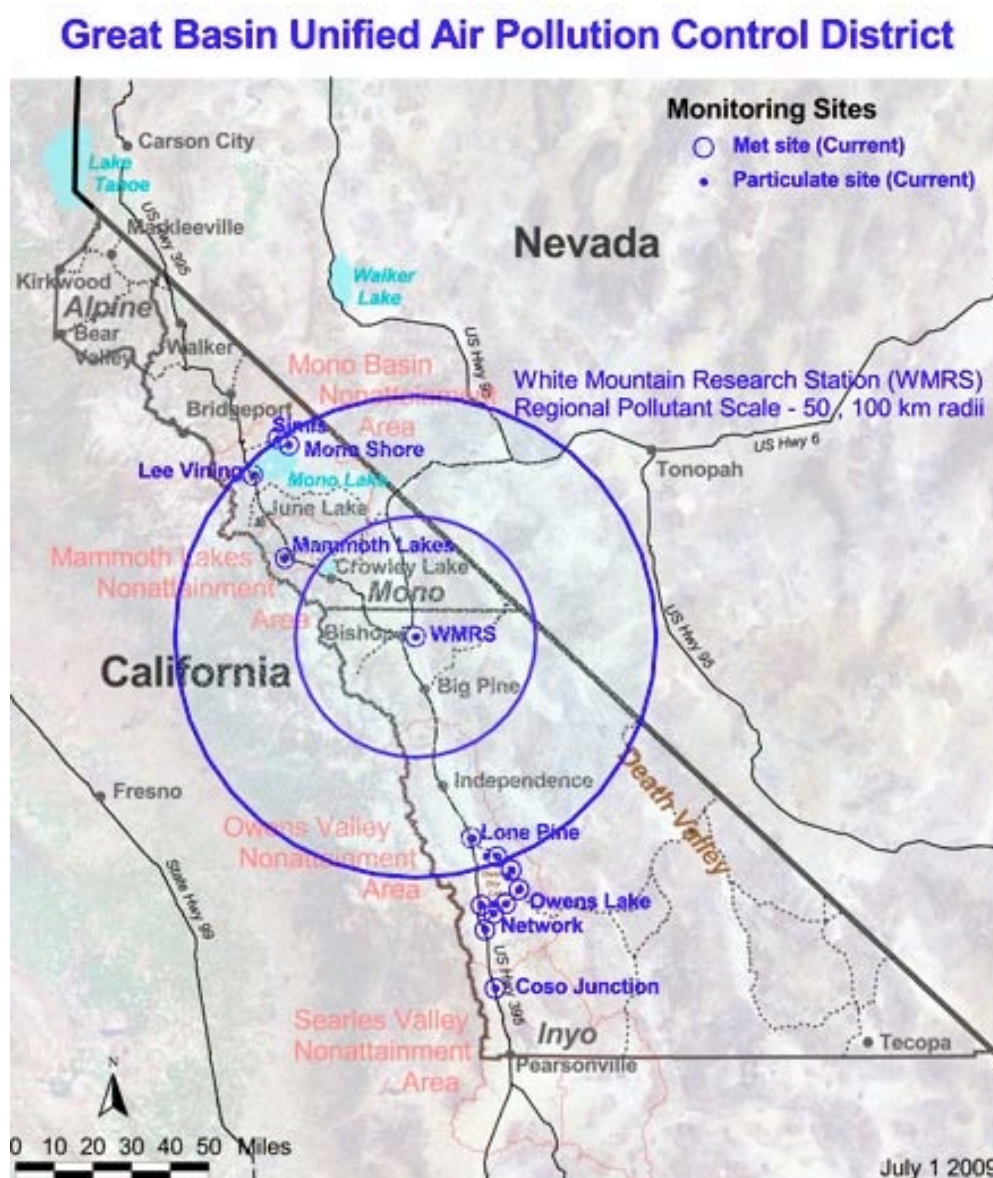 Great Basin Unified Air Pollution Control District
Monitoring Sites
Met site (Current)
Particulate site (Current)
Carson City
Lake
Tahoe
US Hwy 395
Markleeville
Nevada
Kirkwood
Alpine
Walker
Lake
Bear
Valley
Walker
US Hwy 95
Mono Basin
Nonattainment
Area
White Mountain Research Station (WMRS)
Regional Pollutant Scale - 50 , 100 km radii
Bridgeport
Simis
Mono Shore
US Hwy 6
Lee Vining
Mono Lake
Tonopah
June Lake
Mammoth Lakes
Mammoth Lakes
Nonattainment
Area
Crowley Lake
Mono
Bishop
WMRS
US Hwy 95
California
Big Pine
Independence
Death Valley
Fresno
Owens Valley
Nonattainment
Area
Lone Pine
State Hwy 99
Owens Lake
Network
US Hwy 395
Coso Junction
Searles Valley
Nonattainment
Area
Inyo
Tecopa
Pearsonville
N
0 10 20 30 40 50 Miles
July 1 2009